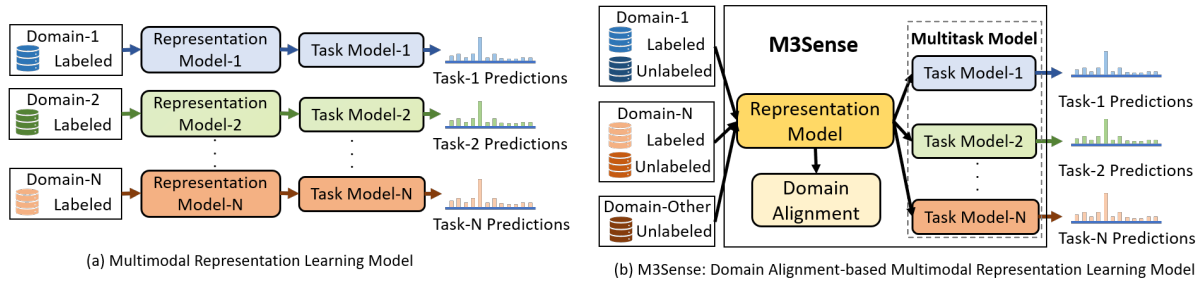 Domain-1
Labeled
Representation
Model-1
Task Model-1
Task-1 Predictions
Domain-2
Labeled
Representation
Model-2
Task Model-2
Task-2 Predictions
Domain-N
Labeled
Representation
Model-N
Task Model-N
Task-N Predictions
(a) Multimodal Representation Learning Model
Domain-1
Labeled
Unlabeled
Domain-N
Labeled
Unlabeled
Domain-Other
Unlabeled
M3Sense
Representation
Model
Domain
Alignment
Multitask Model
Task Model-1
Task-1 Predictions
Task Model-2
Task-2 Predictions
Task Model-N
Task-N Predictions
(b) M3Sense: Domain Alignment-based Multimodal Representation Learning Model